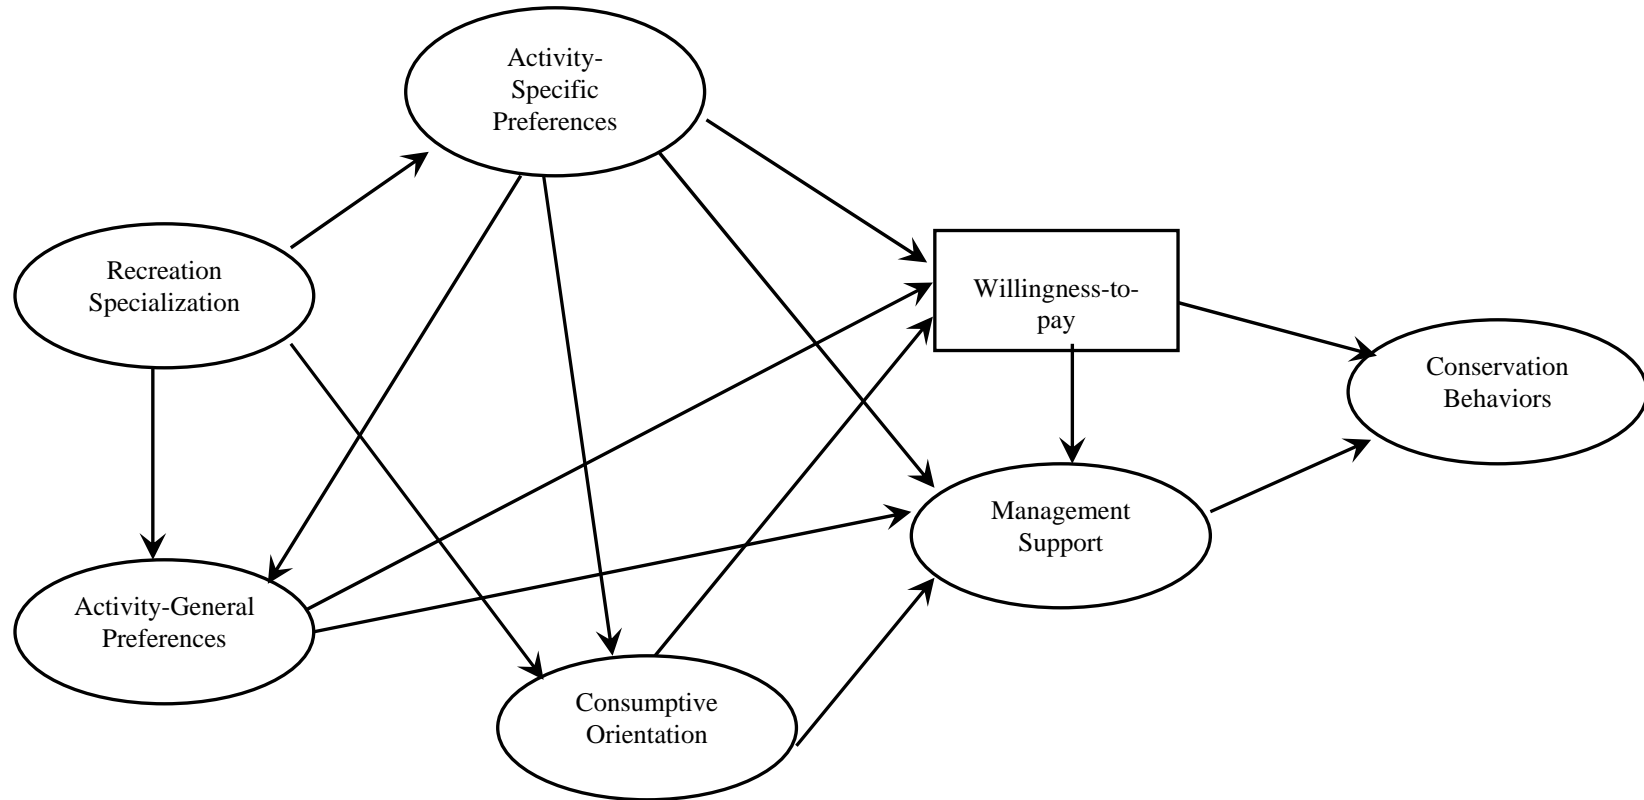 Activity-
Specific
Preferences
Recreation
Specialization
Willingness-to-
pay
Conservation
Behaviors
Management
Support
Activity-General
Preferences
Consumptive
Orientation